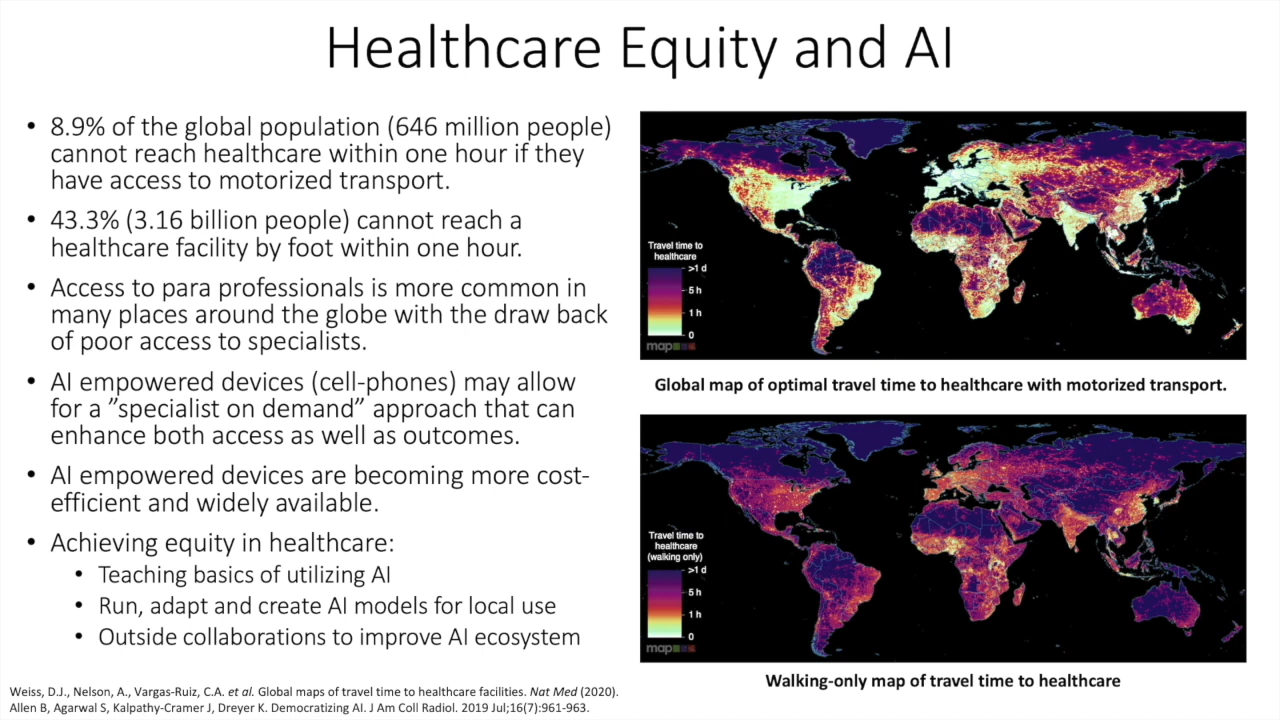 Healthcare Equity and AI
• 8.9% of the global population (646 million people)
cannot reach healthcare within one hour if they
have access to motorized transport.
• 43.3% (3.16 billion people) cannot reach a
healthcare facility by foot within one hour.
• Access to para professionals is more common in
many places around the globe with the draw back
of poor access to specialists.
• AI empowered devices (cell-phones) may allow
for a ”specialist on demand” approach that can
enhance both access as well as outcomes.
• AI empowered devices are becoming more cost-
efficient and widely available.
• Achieving equity in healthcare:
• Teaching basics of utilizing AI
• Run, adapt and create AI models for local use
• Outside collaborations to improve AI ecosystem
Weiss, D.J., Nelson, A., Vargas-Ruiz, C.A. et al. Global maps of travel time to healthcare facilities. Nat Med (2020).
Allen B, Agarwal S, Kalpathy-Cramer J, Dreyer K. Democratizing AI. J Am Coll Radiol. 2019 Jul;16(7):961-963.
Travel time to
healthcare
>1 d
5 h
1 h
0
map
Global map of optimal travel time to healthcare with motorized transport.
Travel time to
healthcare
(walking only)
>1 d
5 h
1 h
0
map
Walking-only map of travel time to healthcare